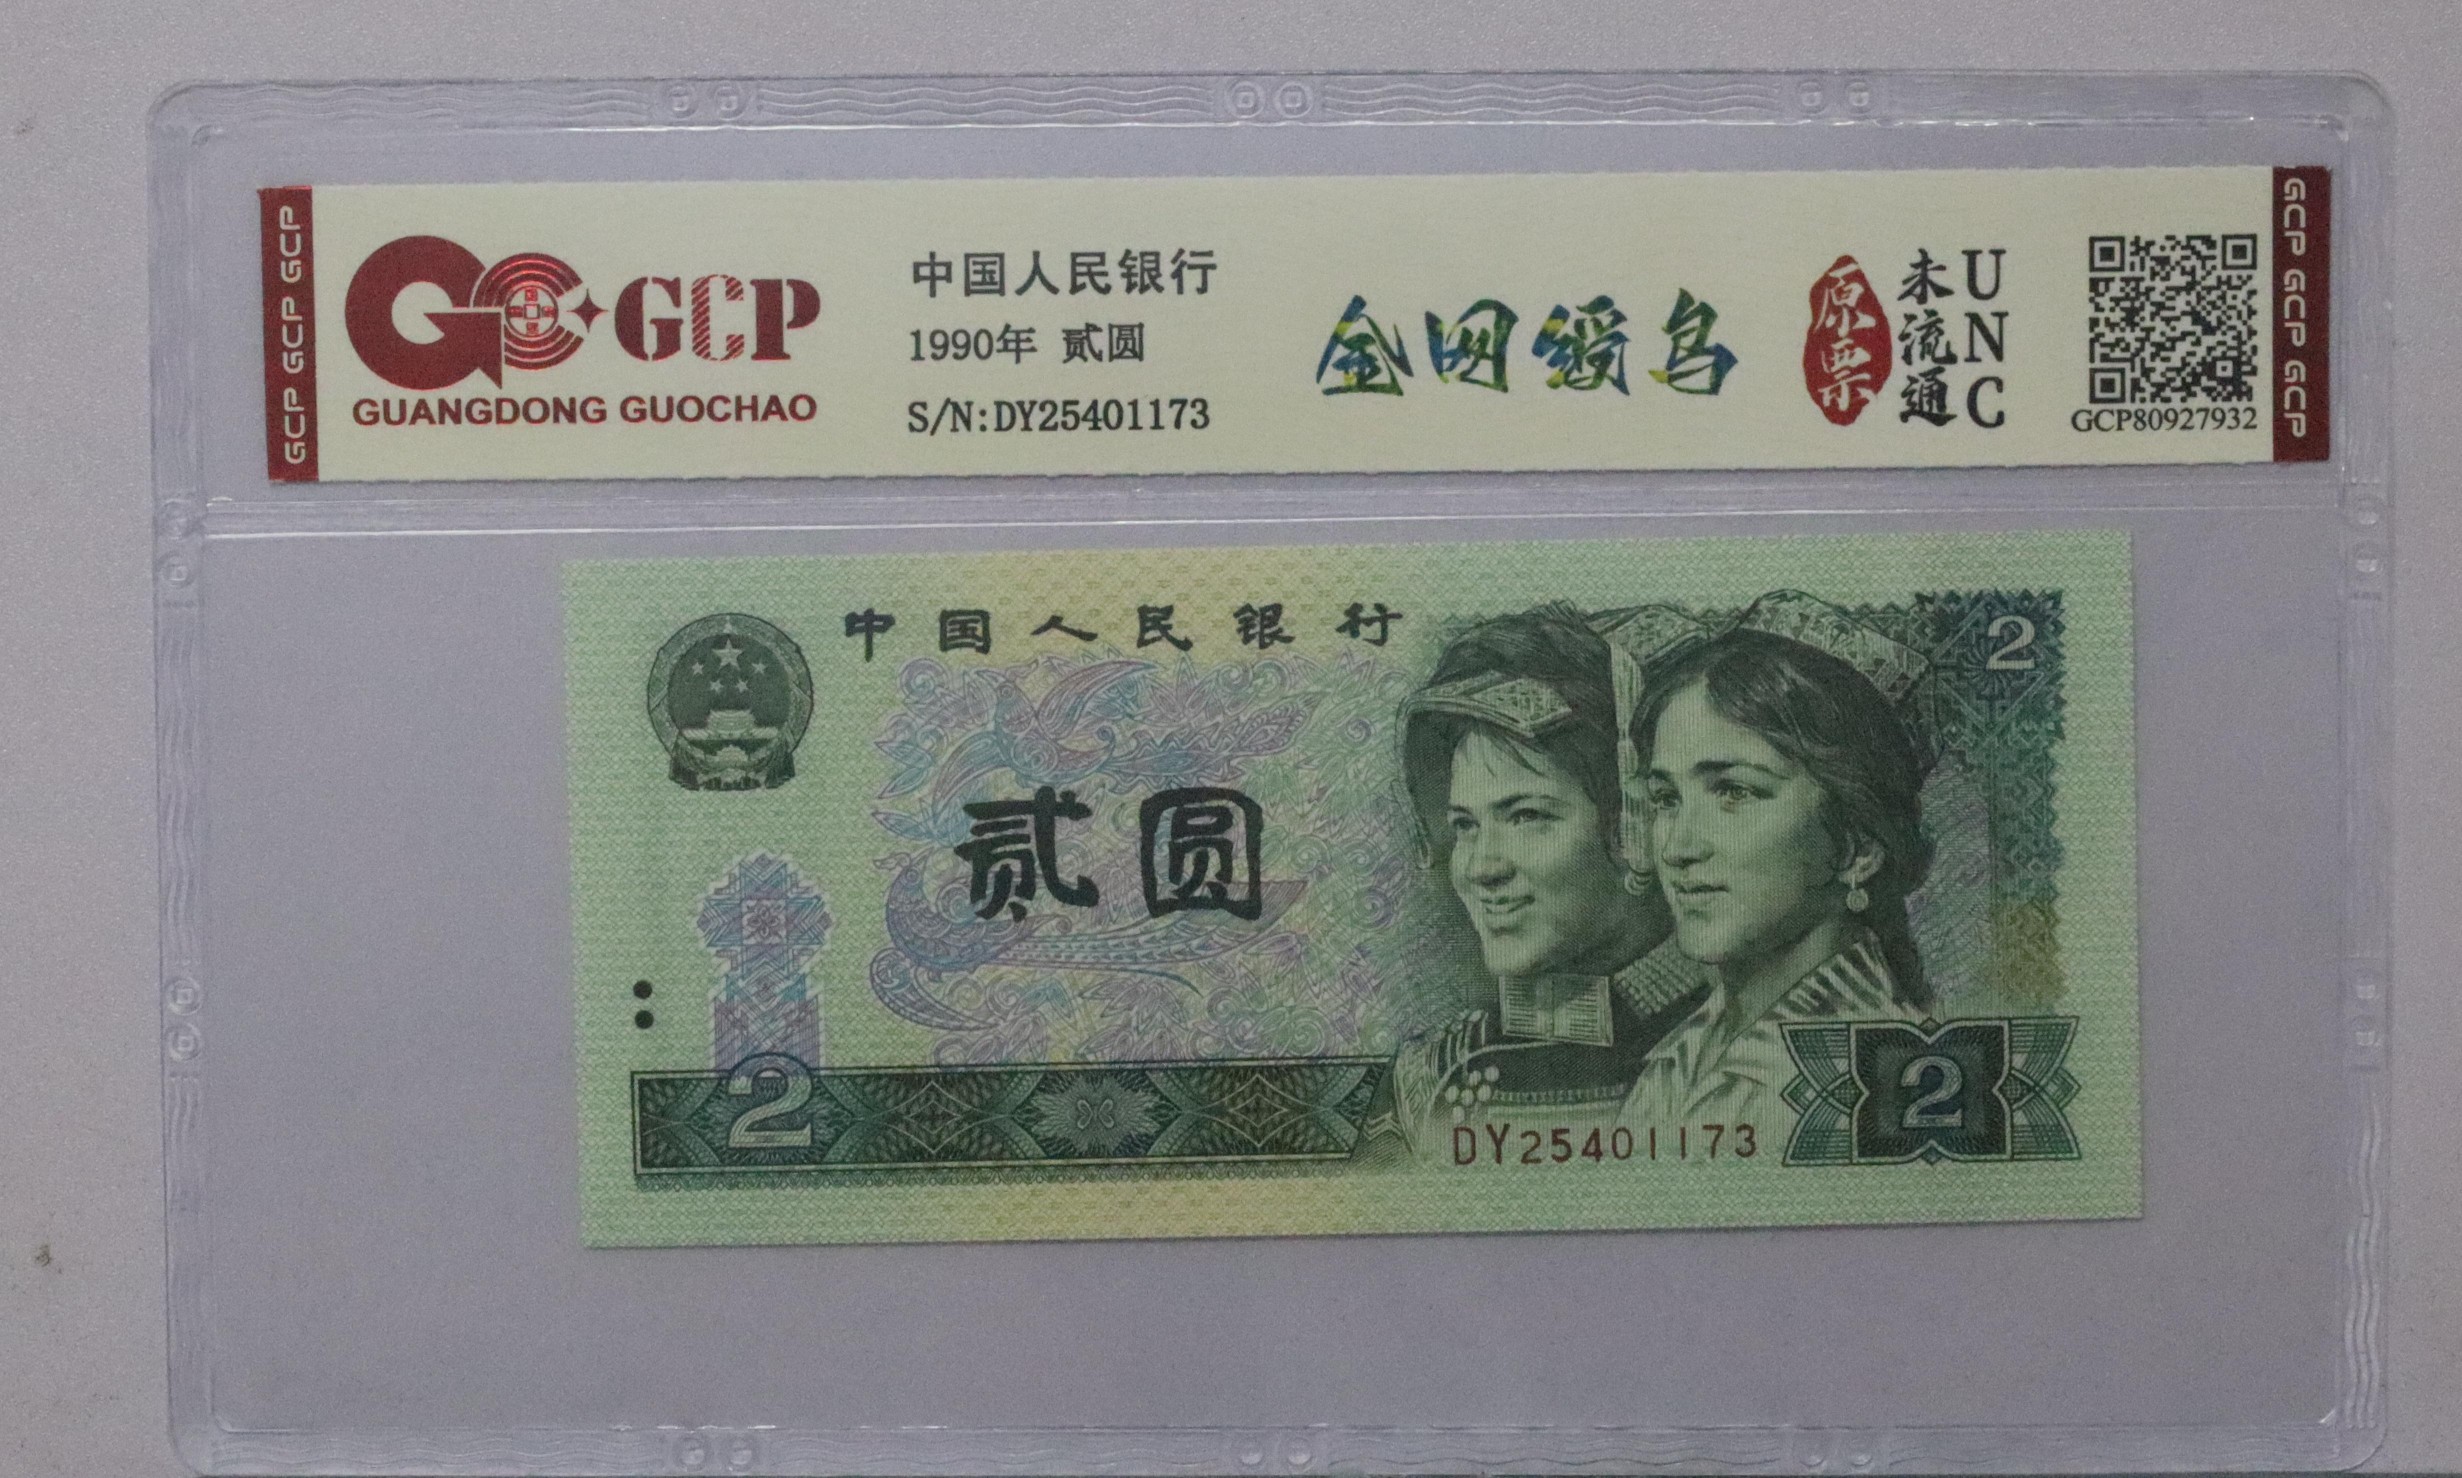 GCP GCP GCP
GCP
GUANGDONG GUOCHAO
中国人民银行
1990年 贰圆
S/N:DY25401173
金网绶鸟
原票
未流通
UNC
GCP80927932
GCP GCP GCP
中国人民银行
2
贰圆
2
DY25401173
2